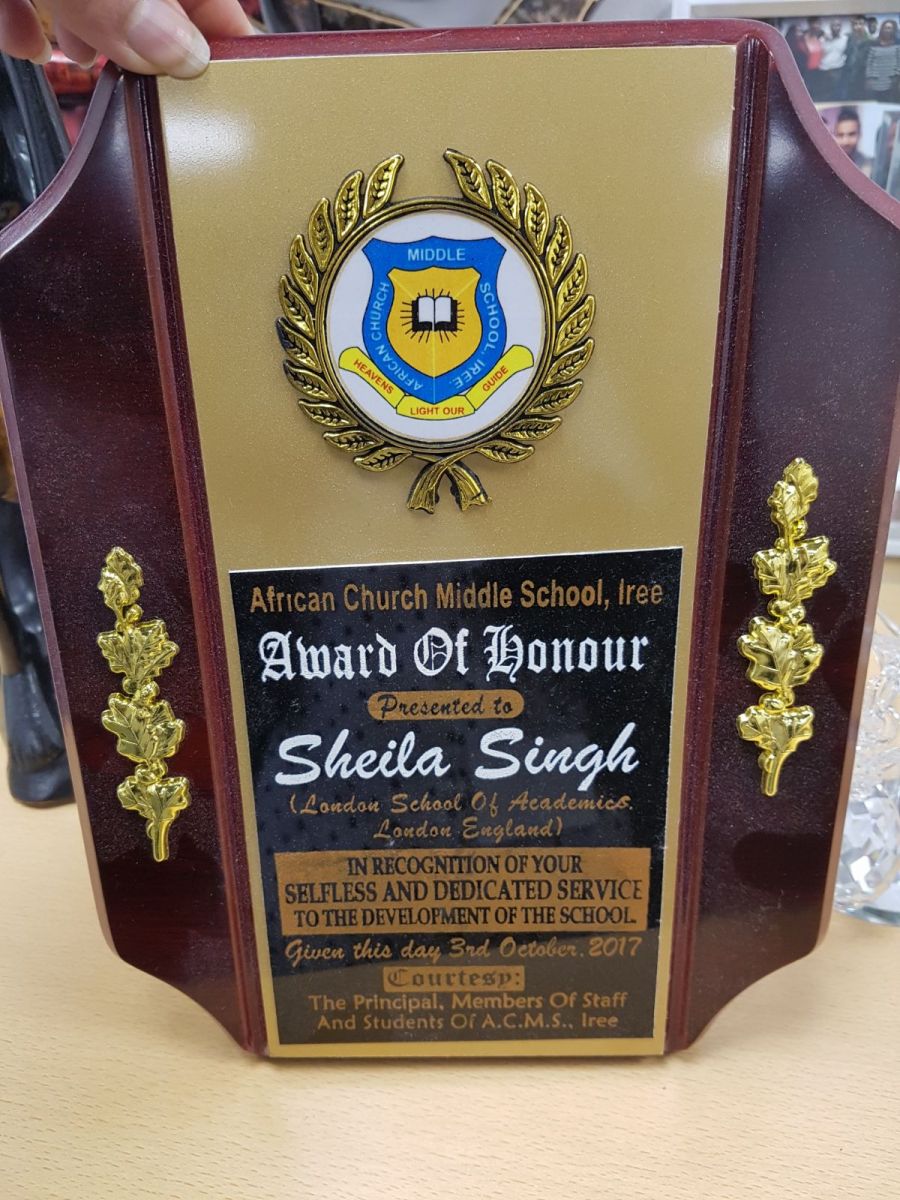 MIDDLE
AFRICAN CHURCH
SCHOOL, IREE.
HEAVENS
LIGHT OUR
GUIDE
African Church Middle School, Iree
Award Of Honour
Presented to
Sheila Singh
(London School Of Academics,
London England)
IN RECOGNITION OF YOUR
SELFLESS AND DEDICATED SERVICE
TO THE DEVELOPMENT OF THE SCHOOL.
Given this day 3rd October, 2017
Courtesy:
The Principal, Members Of Staff
And Students Of A.C.M.S., Iree